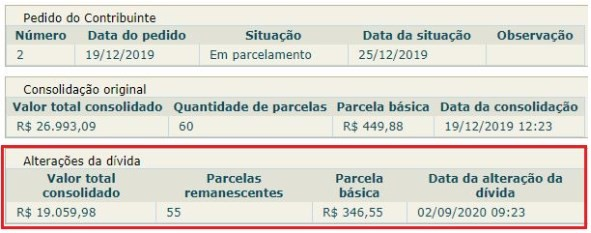 Pedido do Contribuinte
Número Data do pedido Situação Data da situação Observação
2 19/12/2019 Em parcelamento 25/12/2019
Consolidação original
Valor total consolidado Quantidade de parcelas Parcela básica Data da consolidação
R$ 26.993,09 60 R$ 449,88 19/12/2019 12:23
Alterações da dívida
Valor total consolidado Parcelas remanescentes Parcela básica Data da alteração da dívida
R$ 19.059,98 55 R$ 346,55 02/09/2020 09:23